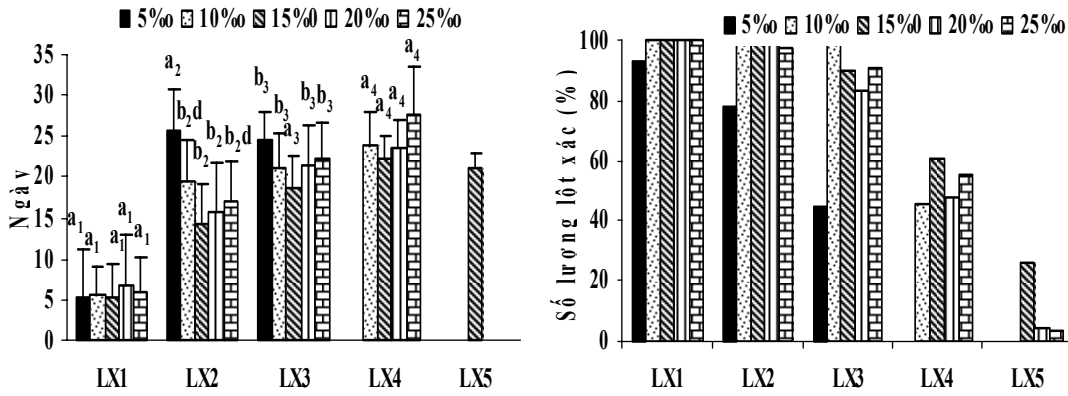 5‰ 10‰ 15‰ 20‰ 25‰
35
30
25
20
15
10
5
0
Ngày
a1 a1 a1 a1 a1
a2 b2d b2 b2 b2d
b3 b3 a3 b3 b3
a4 a4 a4 a4
LX1 LX2 LX3 LX4 LX5
5‰ 10‰ 15‰ 20‰ 25‰
100
80
60
40
20
0
Số lượng lột xác (%)
LX1 LX2 LX3 LX4 LX5